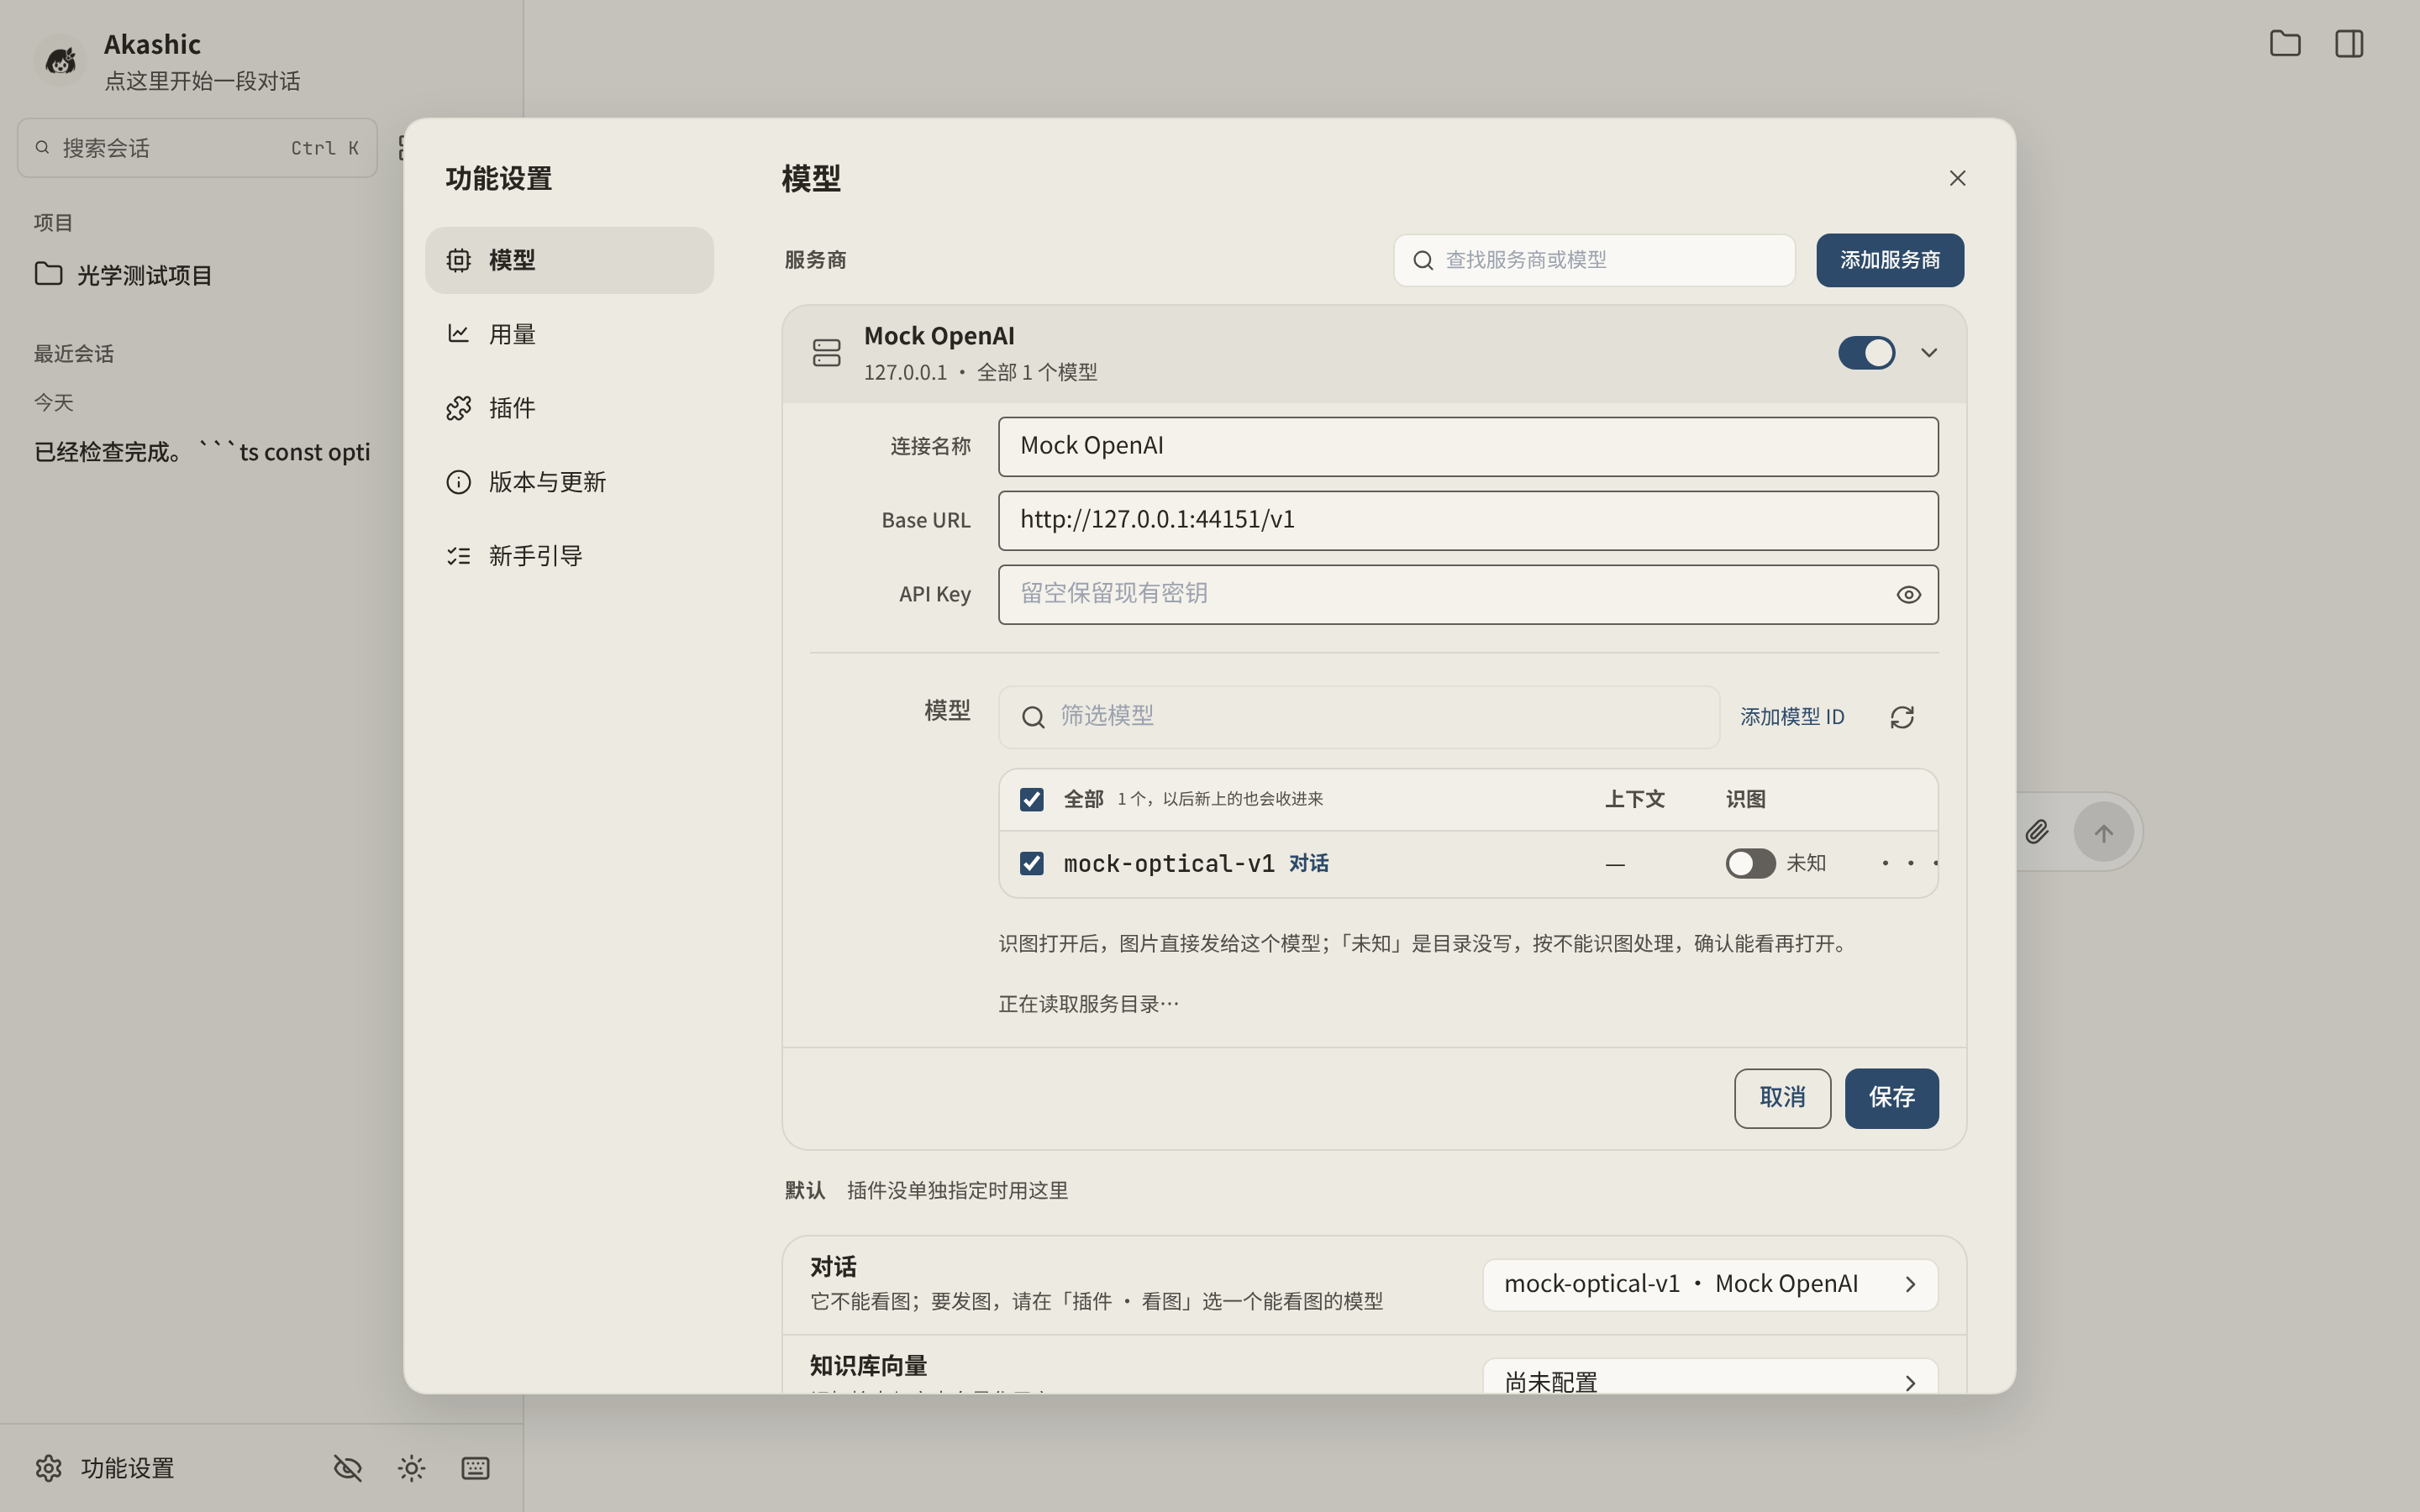 Akashic
点这里开始一段对话
搜索会话 Ctrl K
项目
光学测试项目
最近会话
今天
已经检查完成。 ```ts const opti
功能设置
功能设置
模型
用量
插件
版本与更新
新手引导
模型
服务商
查找服务商或模型
添加服务商
Mock OpenAI
127.0.0.1 · 全部 1 个模型
连接名称 Mock OpenAI
Base URL http://127.0.0.1:44151/v1
API Key 留空保留现有密钥
模型 筛选模型 添加模型 ID
全部 1 个，以后新上的也会收进来 上下文 识图
mock-optical-v1 对话 — 未知 · · ·
识图打开后，图片直接发给这个模型；「未知」是目录没写，按不能识图处理，确认能看再打开。
正在读取服务目录…
取消 保存
默认 插件没单独指定时用这里
对话
它不能看图；要发图，请在「插件 · 看图」选一个能看图的模型
mock-optical-v1 · Mock OpenAI
知识库向量
尚未配置